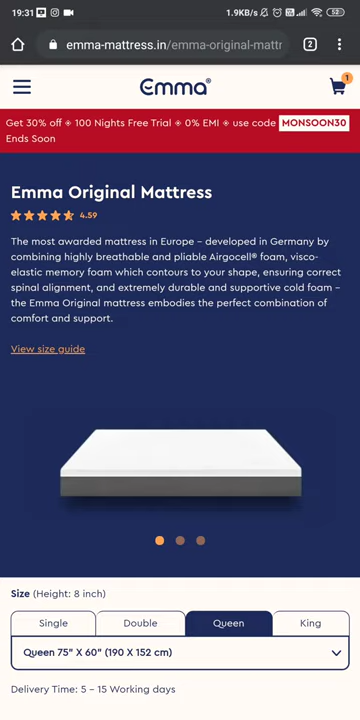 19:31
1.9KB/s
52
emma-mattress.in/emma-original-mattr
2
Emma®
1
Get 30% off ❖ 100 Nights Free Trial ❖ 0% EMI ❖ use code MONSOON30
Ends Soon
Emma Original Mattress
4.59
The most awarded mattress in Europe – developed in Germany by
combining highly breathable and pliable Airgocell® foam, visco-
elastic memory foam which contours to your shape, ensuring correct
spinal alignment, and extremely durable and supportive cold foam –
the Emma Original mattress embodies the perfect combination of
comfort and support.
View size guide
Size (Height: 8 inch)
Single Double Queen King
Queen 75" X 60" (190 X 152 cm)
Delivery Time: 5 – 15 Working days